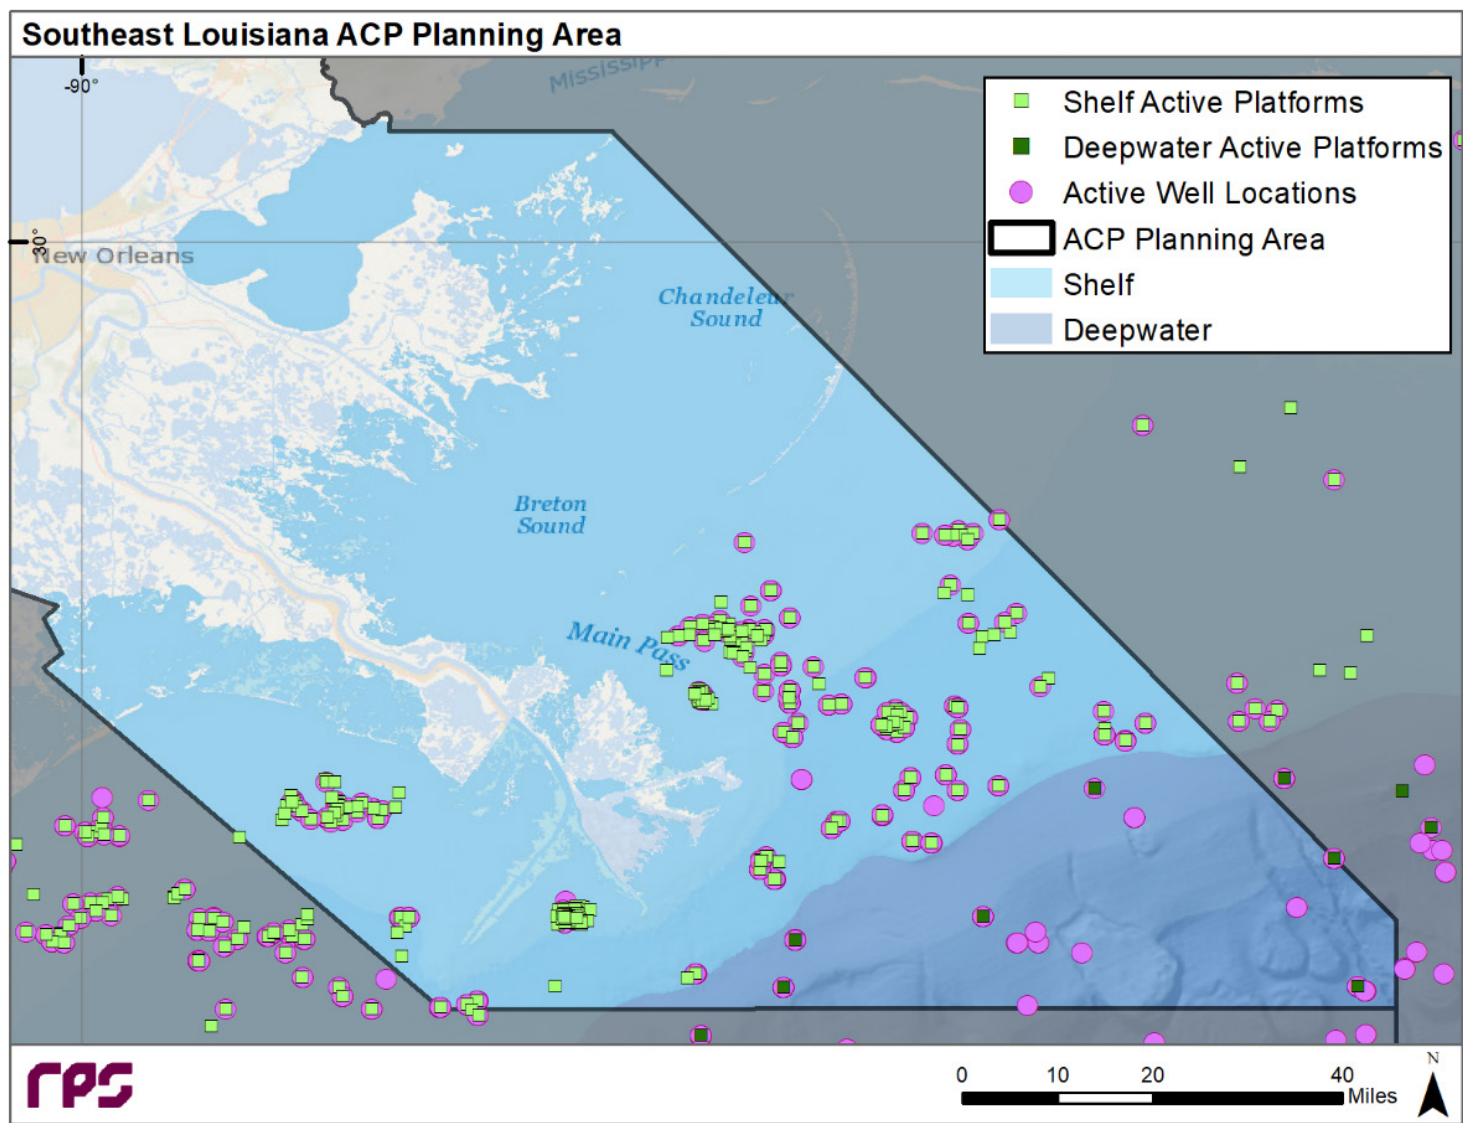 Southeast Louisiana ACP Planning Area
-90°
Mississipp
Shelf Active Platforms
Deepwater Active Platforms
Active Well Locations
ACP Planning Area
Shelf
Deepwater
30°
New Orleans
Chandeleur
Sound
Breton
Sound
Main Pass
rps
0 10 20 40
Miles
N